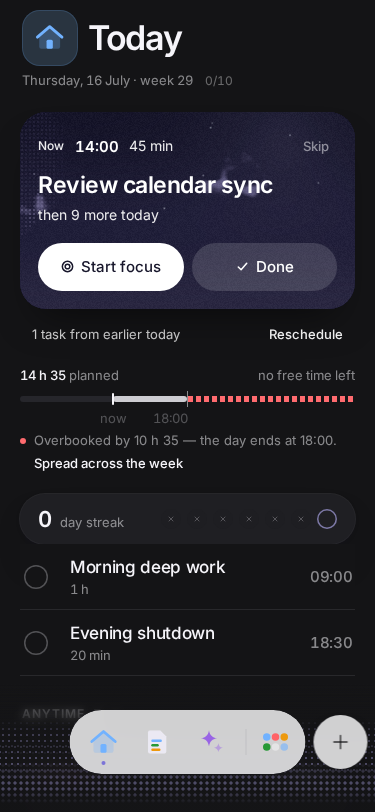 Today
Thursday, 16 July · week 29 0/10
Now 14:00 45 min Skip
Review calendar sync
then 9 more today
Start focus Done
1 task from earlier today Reschedule
14 h 35 planned no free time left
now 18:00
Overbooked by 10 h 35 — the day ends at 18:00.
Spread across the week
0 day streak
Morning deep work 09:00
1 h
Evening shutdown 18:30
20 min
ANYTIME